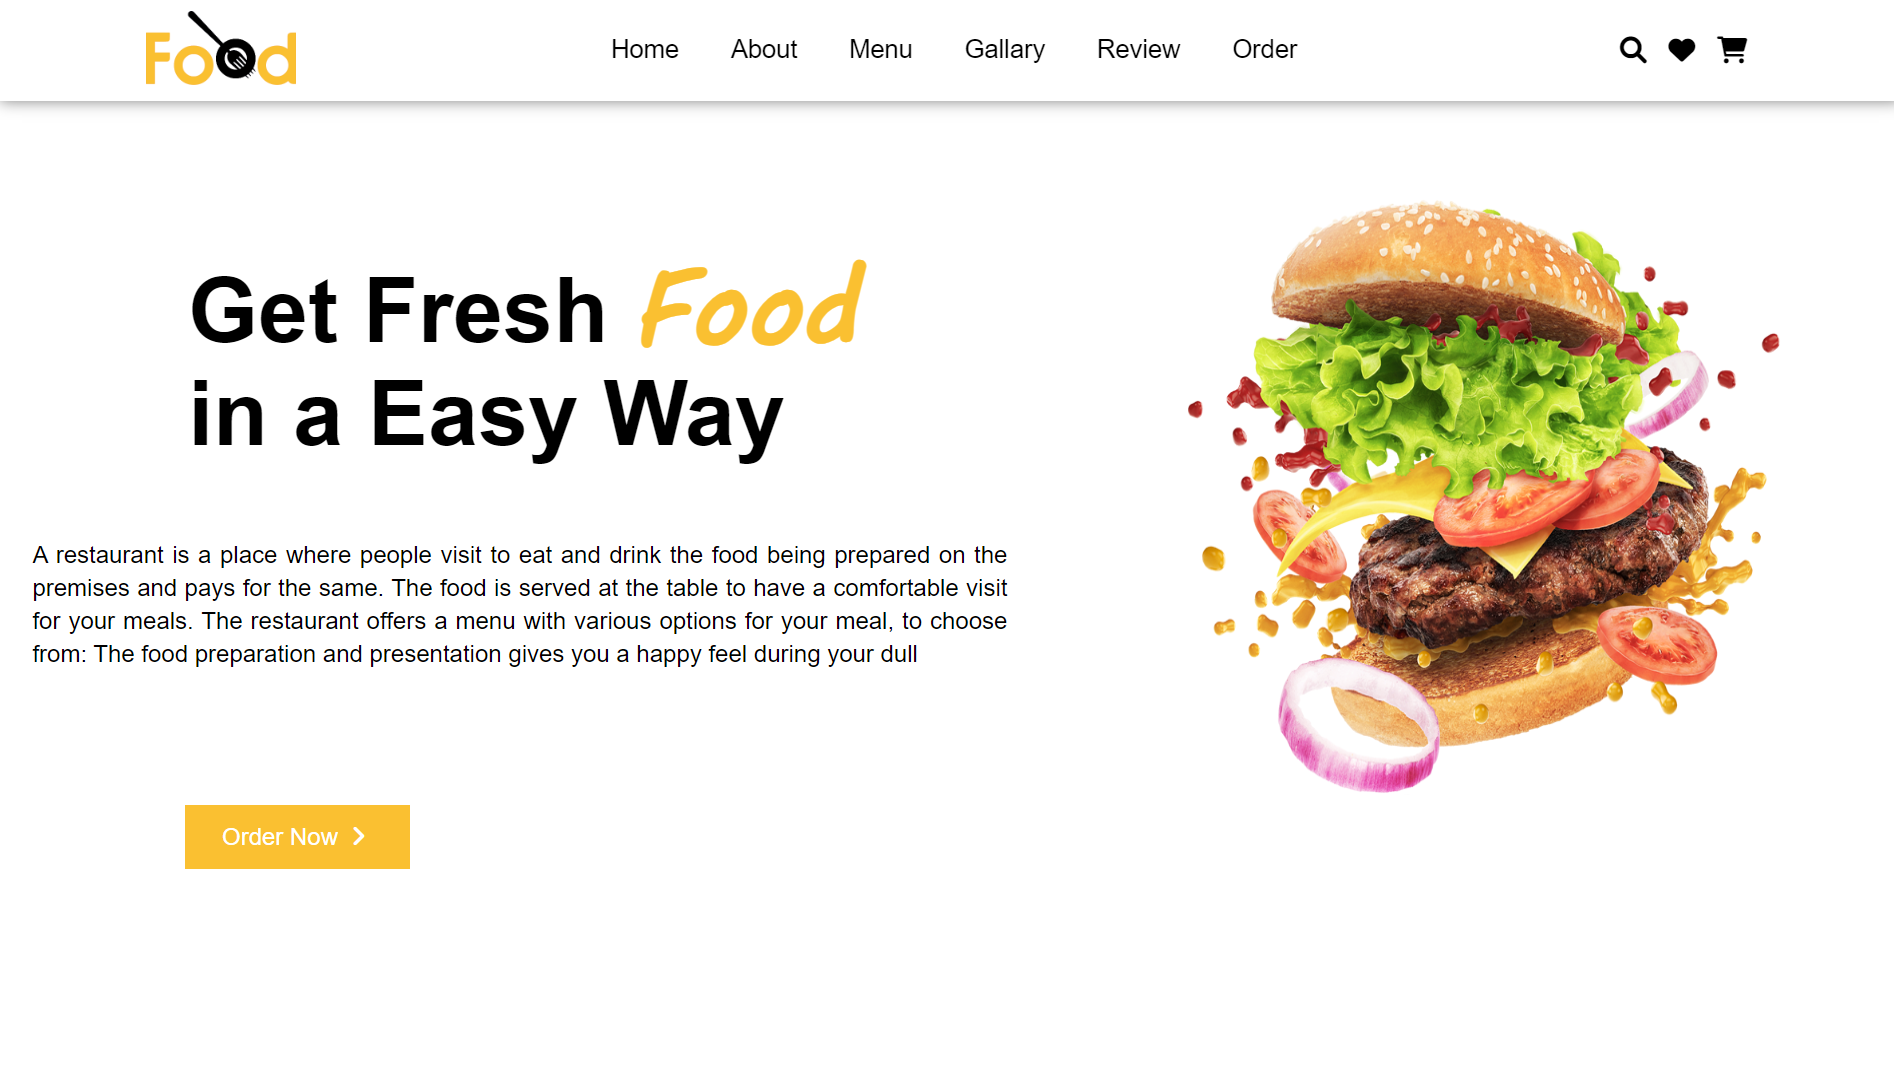 Food
Home About Menu Gallary Review Order
Get Fresh Food
in a Easy Way
A restaurant is a place where people visit to eat and drink the food being prepared on the
premises and pays for the same. The food is served at the table to have a comfortable visit
for your meals. The restaurant offers a menu with various options for your meal, to choose
from: The food preparation and presentation gives you a happy feel during your dull
Order Now